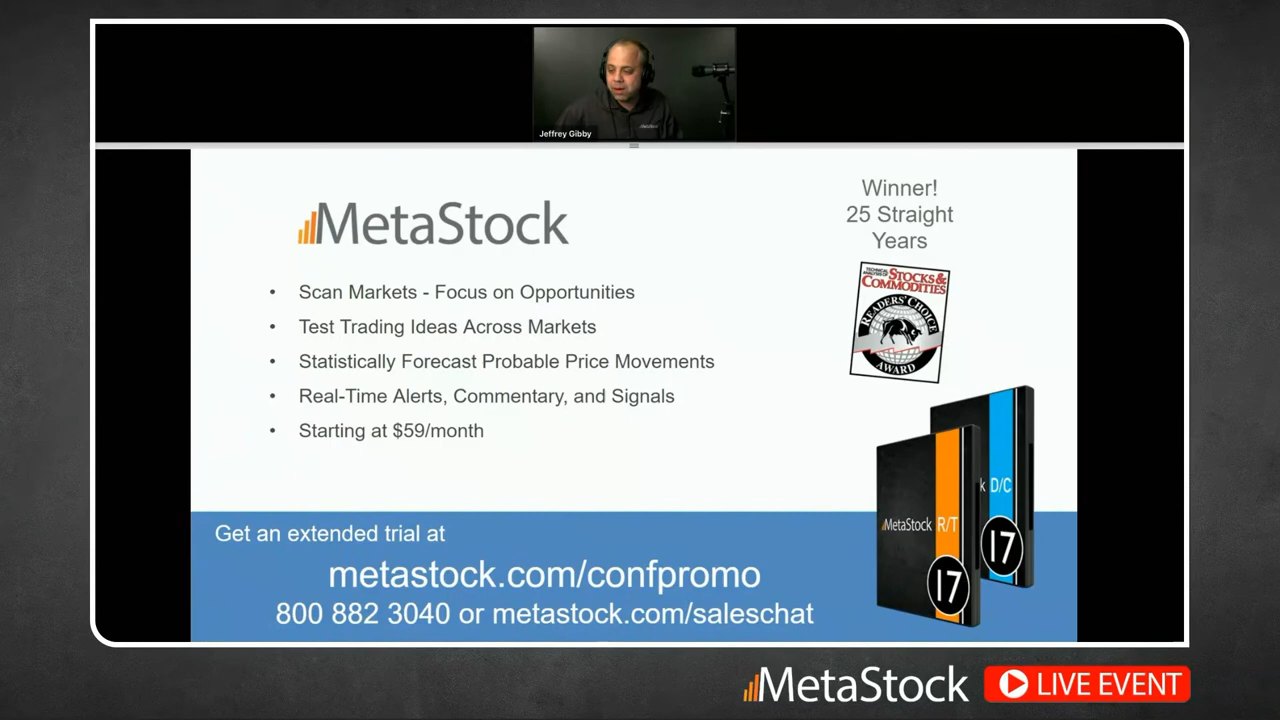 Jeffrey Gibby
MetaStock
Winner!
25 Straight
Years
TECHNICAL
ANALYSIS OF
STOCKS &
COMMODITIES
READERS' CHOICE
AWARD
• Scan Markets - Focus on Opportunities
• Test Trading Ideas Across Markets
• Statistically Forecast Probable Price Movements
• Real-Time Alerts, Commentary, and Signals
• Starting at $59/month
k D/C
17
MetaStock R/T
17
Get an extended trial at
metastock.com/confpromo
800 882 3040 or metastock.com/saleschat
MetaStock
LIVE EVENT